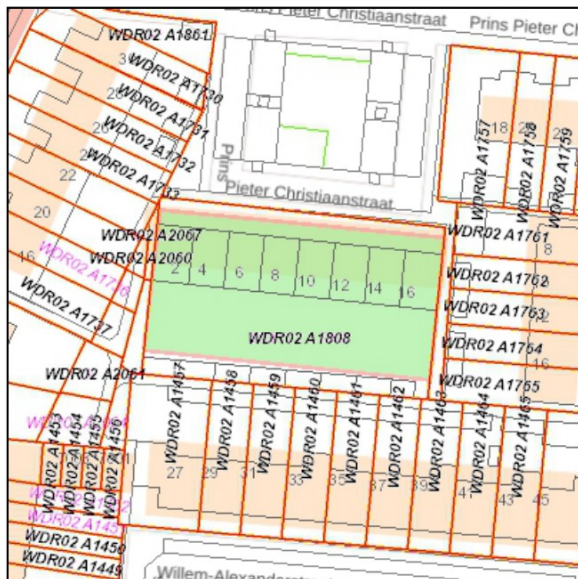 Pieter Christiaanstraat
Prins Pieter Ch
WDR02 A1861
WDR02 A1730
WDR02 A1731
WDR02 A1732
WDR02 A1733
22
20
16
WDR02 A1736
WDR02 A1737
Prins
Pieter Christiaanstraat
WDR02 A1757
WDR02 A1758
WDR02 A1759
18
WDR02 A2067
WDR02 A2060
2
4
6
8
10
12
14
16
WDR02 A1808
WDR02 A1761
8
WDR02 A1762
WDR02 A1763
12
WDR02 A1764
16
WDR02 A1765
WDR02 A2061
WDR02 A1457
WDR02 A1458
WDR02 A1459
WDR02 A1460
WDR02 A1461
WDR02 A1462
WDR02 A1463
WDR02 A1464
WDR02 A1465
27
29
31
33
35
37
39
41
43
45
WDR02 A1453
WDR02 A1454
WDR02 A1455
WDR02 A1456
WDR02 A1451
WDR02 A1450
WDR02 A1449